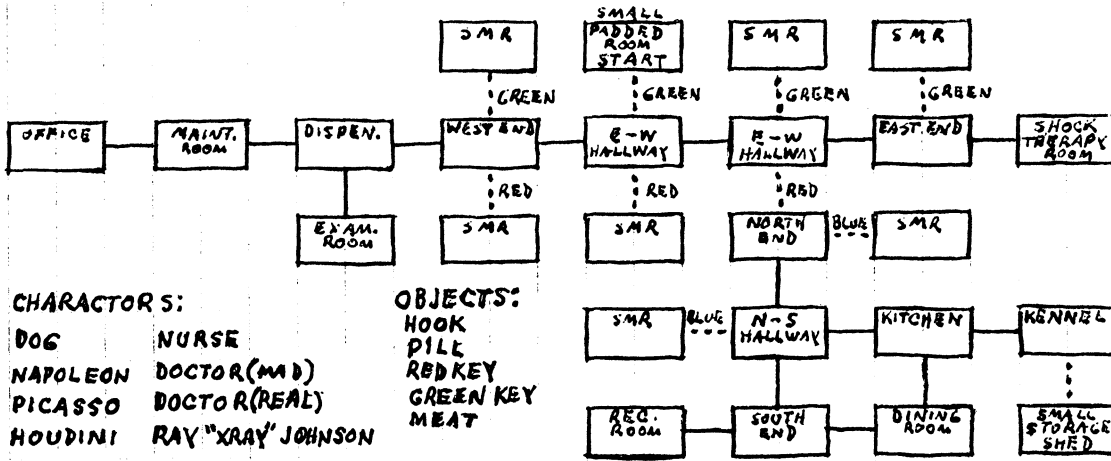 SMR
SMALL
PADDED
ROOM
START
SMR
SMR
GREEN
GREEN
GREEN
GREEN
OFFICE
MAINT.
ROOM
DISPEN.
WEST END
E-W
HALLWAY
E-W
HALLWAY
EAST END
SHOCK
THERAPY
ROOM
RED
RED
RED
EXAM.
ROOM
SMR
SMR
NORTH
END
BLUE
SMR
CHARACTORS:
DOG
NURSE
NAPOLEON
DOCTOR(MAD)
PICASSO
DOCTOR(REAL)
HOUDINI
RAY "XRAY" JOHNSON
OBJECTS:
HOOK
PILL
RED KEY
GREEN KEY
MEAT
SMR
BLUE
N-S
HALLWAY
KITCHEN
KENNEL
REC.
ROOM
SOUTH
END
DINING
ROOM
SMALL
STORAGE
SHED